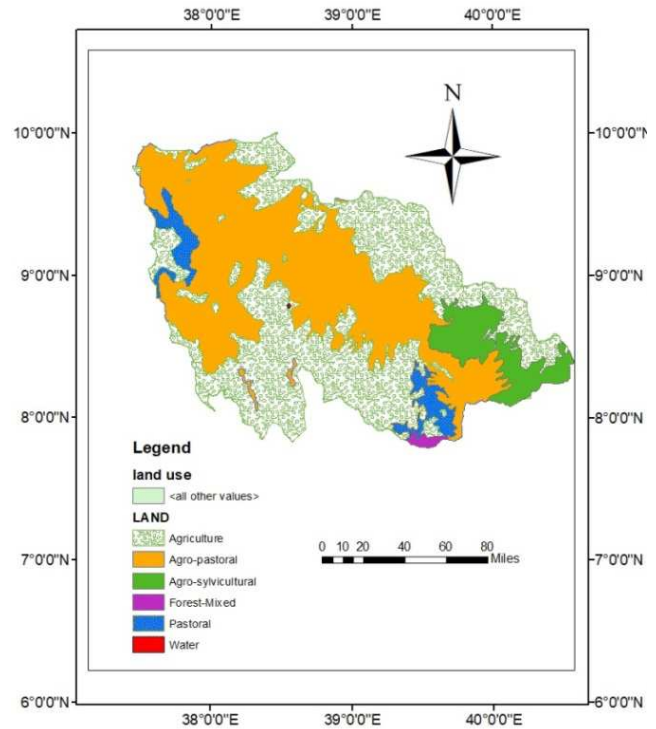 38°0'0"E 39°0'0"E 40°0'0"E
N
10°0'0"N 10°0'0"N
9°0'0"N 9°0'0"N
8°0'0"N 8°0'0"N
Legend
land use
<all other values>
LAND
Agriculture
Agro-pastoral
Agro-sylvicultural
Forest-Mixed
Pastoral
Water
0 10 20 40 60 80
Miles
7°0'0"N 7°0'0"N
6°0'0"N 6°0'0"N
38°0'0"E 39°0'0"E 40°0'0"E